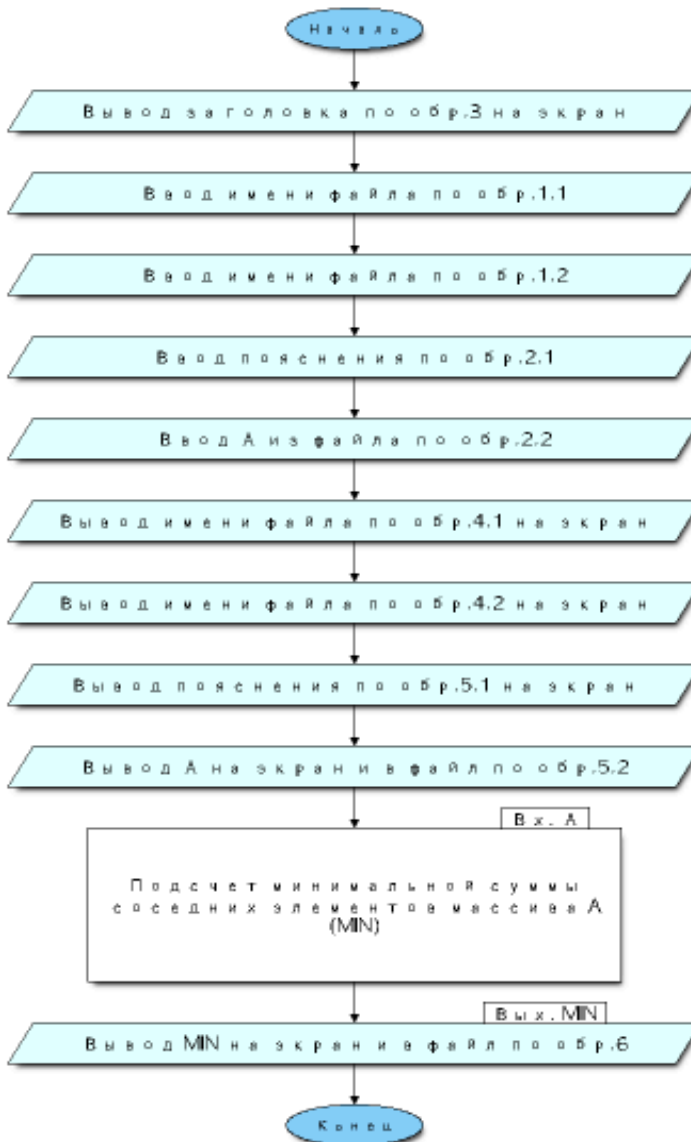 Начало
Вывод заголовка по обр.3 на экран
Ввод имени файла по обр.1.1
Ввод имени файла по обр.1.2
Ввод пояснения по обр.2.1
Ввод А из файла по обр.2.2
Вывод имени файла по обр.4.1 на экран
Вывод имени файла по обр.4.2 на экран
Вывод пояснения по обр.5.1 на экран
Вывод А на экран и в файл по обр.5.2
Вх. А
Подсчет минимальной суммы
соседних элементов массива А
(MIN)
Вых. MIN
Вывод MIN на экран и в файл по обр.6
Конец